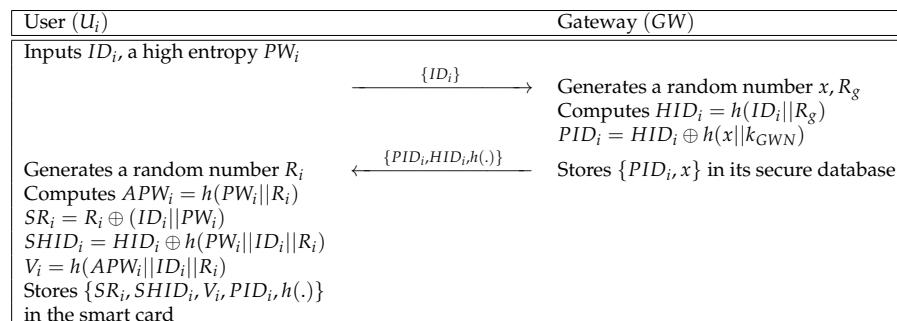 User (U_i) Gateway (GW)
Inputs ID_i, a high entropy PW_i
{ID_i}
Generates a random number x, R_g
Computes HID_i = h(ID_i||R_g)
PID_i = HID_i ⊕ h(x||k_GWN)
{PID_i,HID_i,h(.)}
Generates a random number R_i Stores {PID_i, x} in its secure database
Computes APW_i = h(PW_i||R_i)
SR_i = R_i ⊕ (ID_i||PW_i)
SHID_i = HID_i ⊕ h(PW_i||ID_i||R_i)
V_i = h(APW_i||ID_i||R_i)
Stores {SR_i, SHID_i, V_i, PID_i, h(.)}
in the smart card